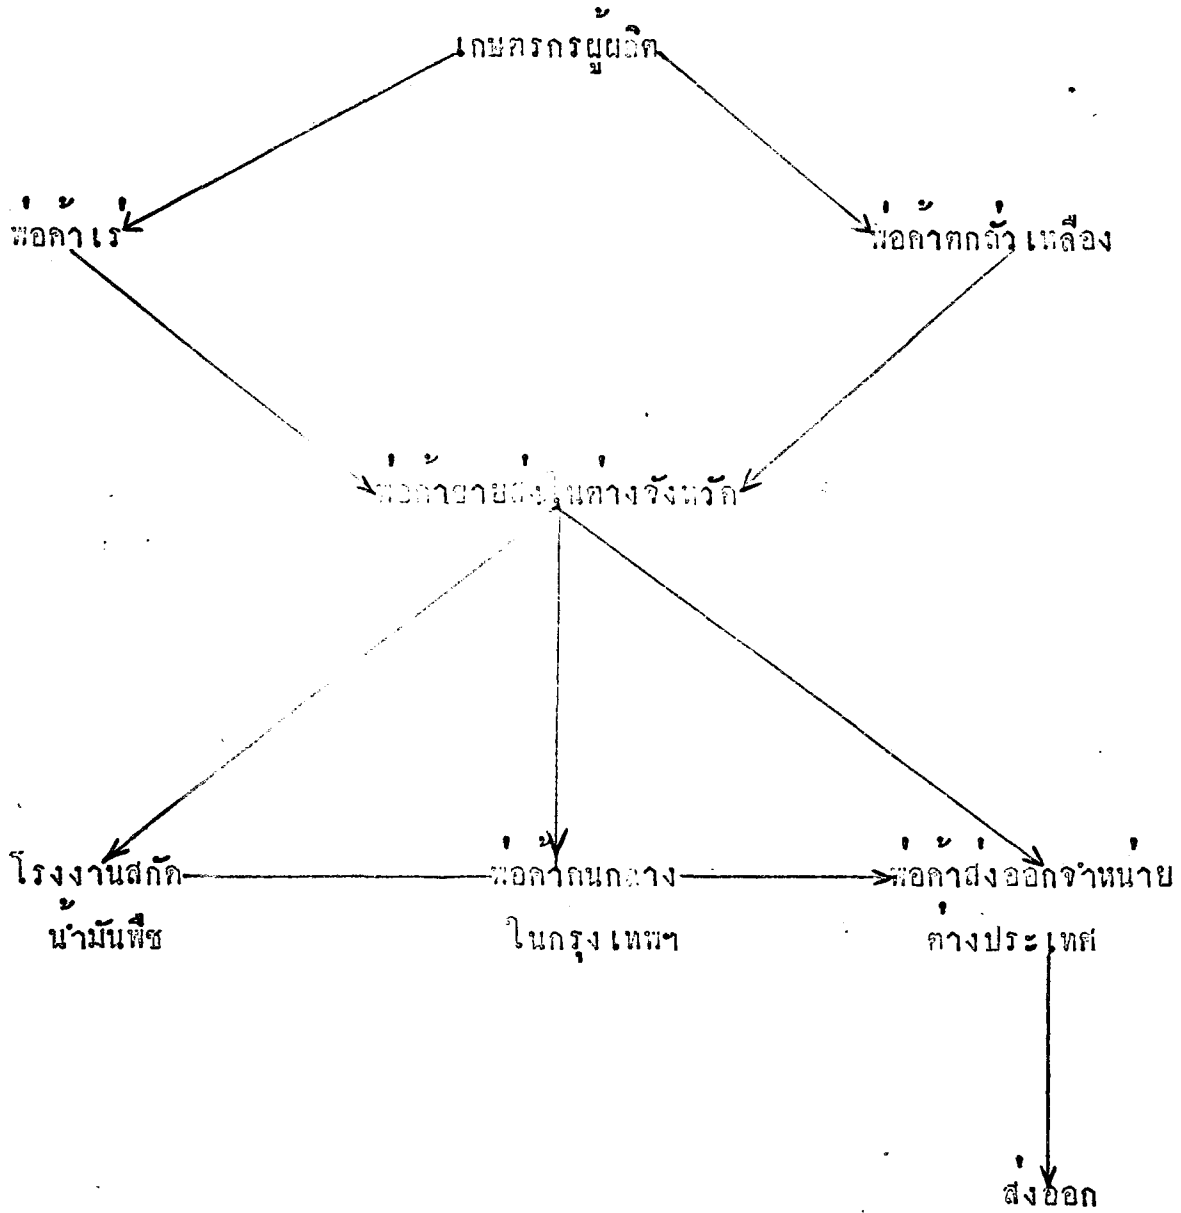 เกษตรกรผู้ผลิต
พ่อค้าเร่
พ่อค้าตกถั่วเหลือง
พ่อค้าขายส่งในต่างจังหวัด
โรงงานสกัด
น้ำมันพืช
พ่อค้าคนกลาง
ในกรุงเทพฯ
พ่อค้าส่งออกจำหน่าย
ต่างประเทศ
ส่งออก